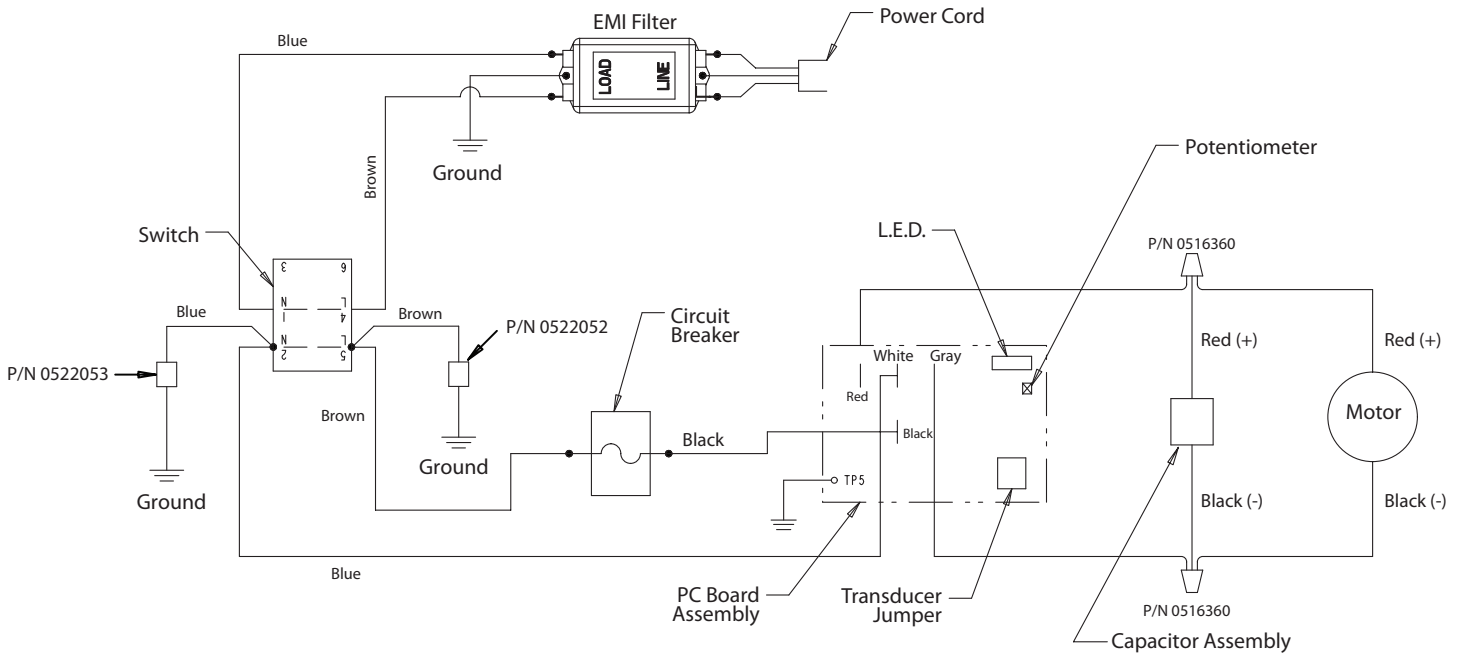 Power Cord
EMI Filter
Blue
LOAD
LINE
Brown
Ground
Potentiometer
L.E.D.
Switch
P/N 0516360
3
6
N
L
1
4
Blue
Brown
N
L
2
5
P/N 0522052
Circuit
Breaker
White
Gray
Red (+)
Red (+)
P/N 0522053
Red
Brown
Motor
Black
Black
Ground
TP5
Ground
Black (-)
Black (-)
Blue
PC Board
Assembly
Transducer
Jumper
P/N 0516360
Capacitor Assembly